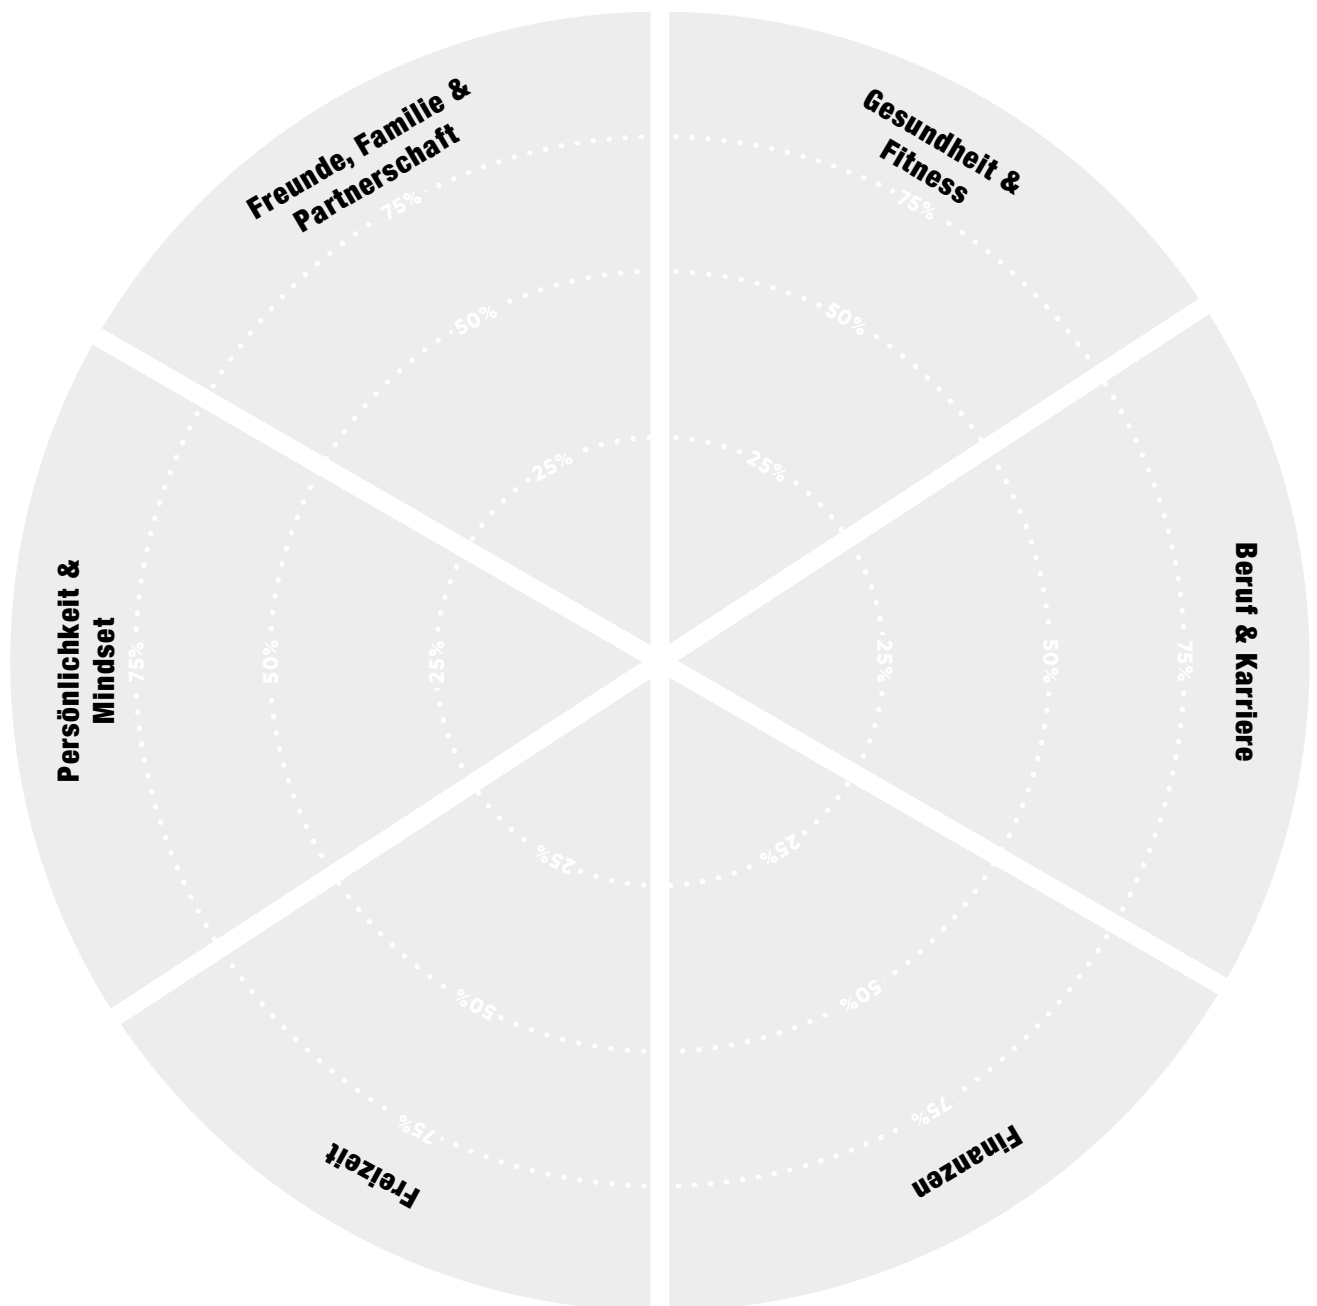 Freunde, Familie &
Partnerschaft
75%
50%
25%
Gesundheit &
Fitness
75%
50%
25%
Beruf & Karriere
75%
50%
25%
Finanzen
75%
50%
25%
Freizeit
75%
50%
25%
Persönlichkeit &
Mindset
75%
50%
25%